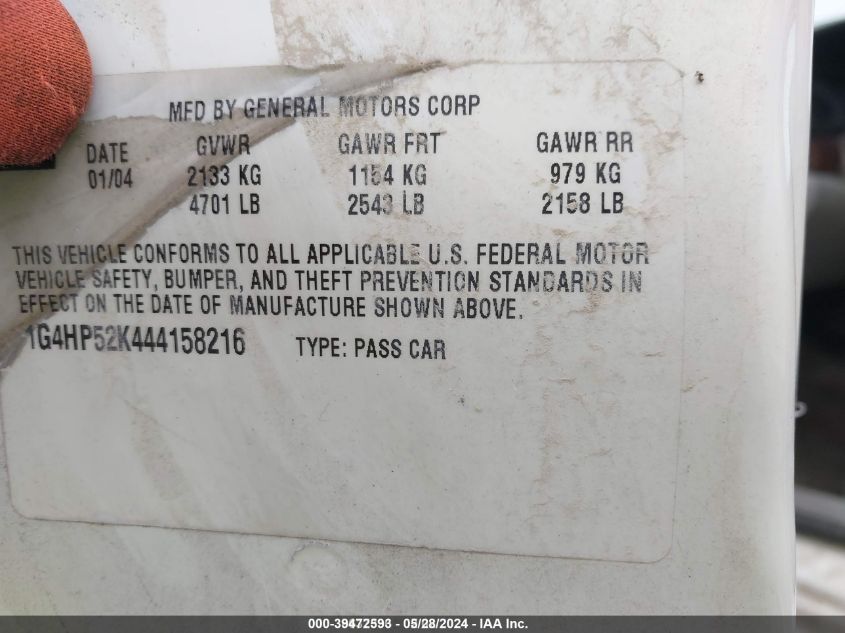 MFD BY GENERAL MOTORS CORP
DATE GVWR GAWR FRT GAWR RR
01/04 2133 KG 1154 KG 979 KG
4701 LB 2543 LB 2158 LB
THIS VEHICLE CONFORMS TO ALL APPLICABLE U.S. FEDERAL MOTOR
VEHICLE SAFETY, BUMPER, AND THEFT PREVENTION STANDARDS IN
EFFECT ON THE DATE OF MANUFACTURE SHOWN ABOVE.
1G4HP52K444158216 TYPE: PASS CAR
000-39472593 - 05/28/2024 - IAA Inc.